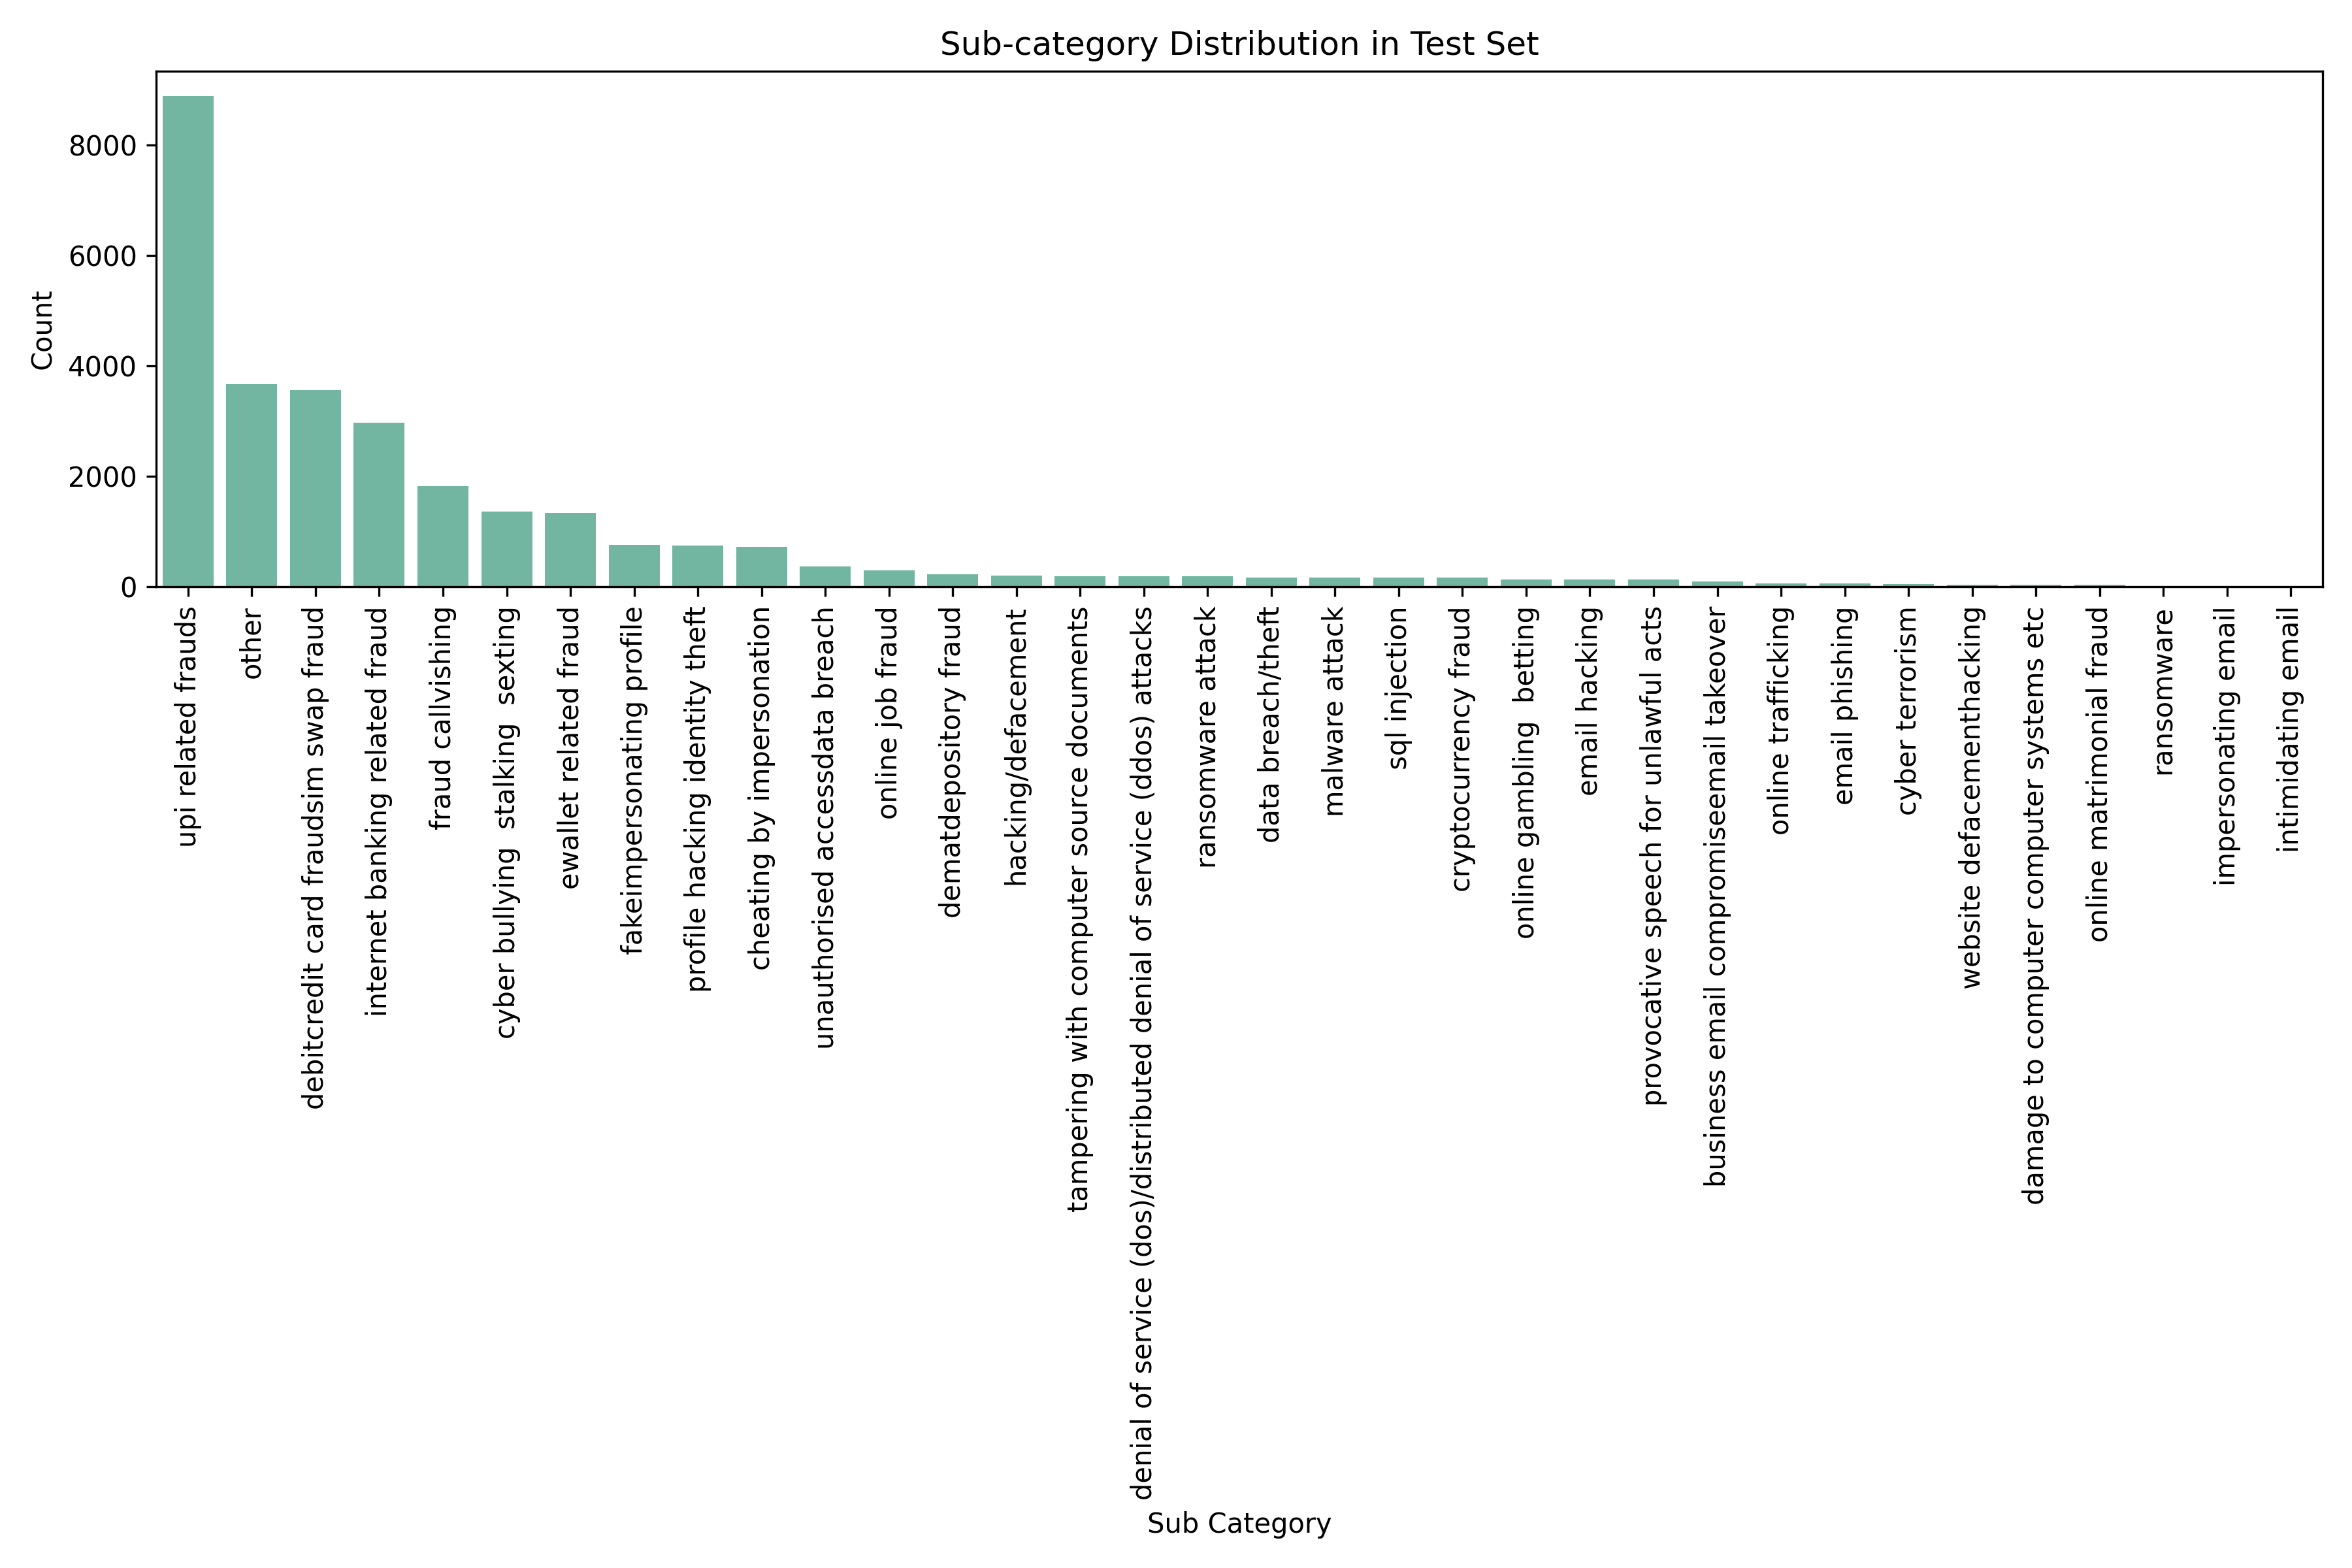 Sub-category Distribution in Test Set
Count
8000
6000
4000
2000
0
upi related frauds
other
debitcredit card fraudsim swap fraud
internet banking related fraud
fraud callvishing
cyber bullying  stalking  sexting
ewallet related fraud
fakeimpersonating profile
profile hacking identity theft
cheating by impersonation
unauthorised accessdata breach
online job fraud
dematdepository fraud
hacking/defacement
tampering with computer source documents
denial of service (dos)/distributed denial of service (ddos) attacks
ransomware attack
data breach/theft
malware attack
sql injection
cryptocurrency fraud
online gambling  betting
email hacking
provocative speech for unlawful acts
business email compromiseemail takeover
online trafficking
email phishing
cyber terrorism
website defacementhacking
damage to computer computer systems etc
online matrimonial fraud
ransomware
impersonating email
intimidating email
Sub Category